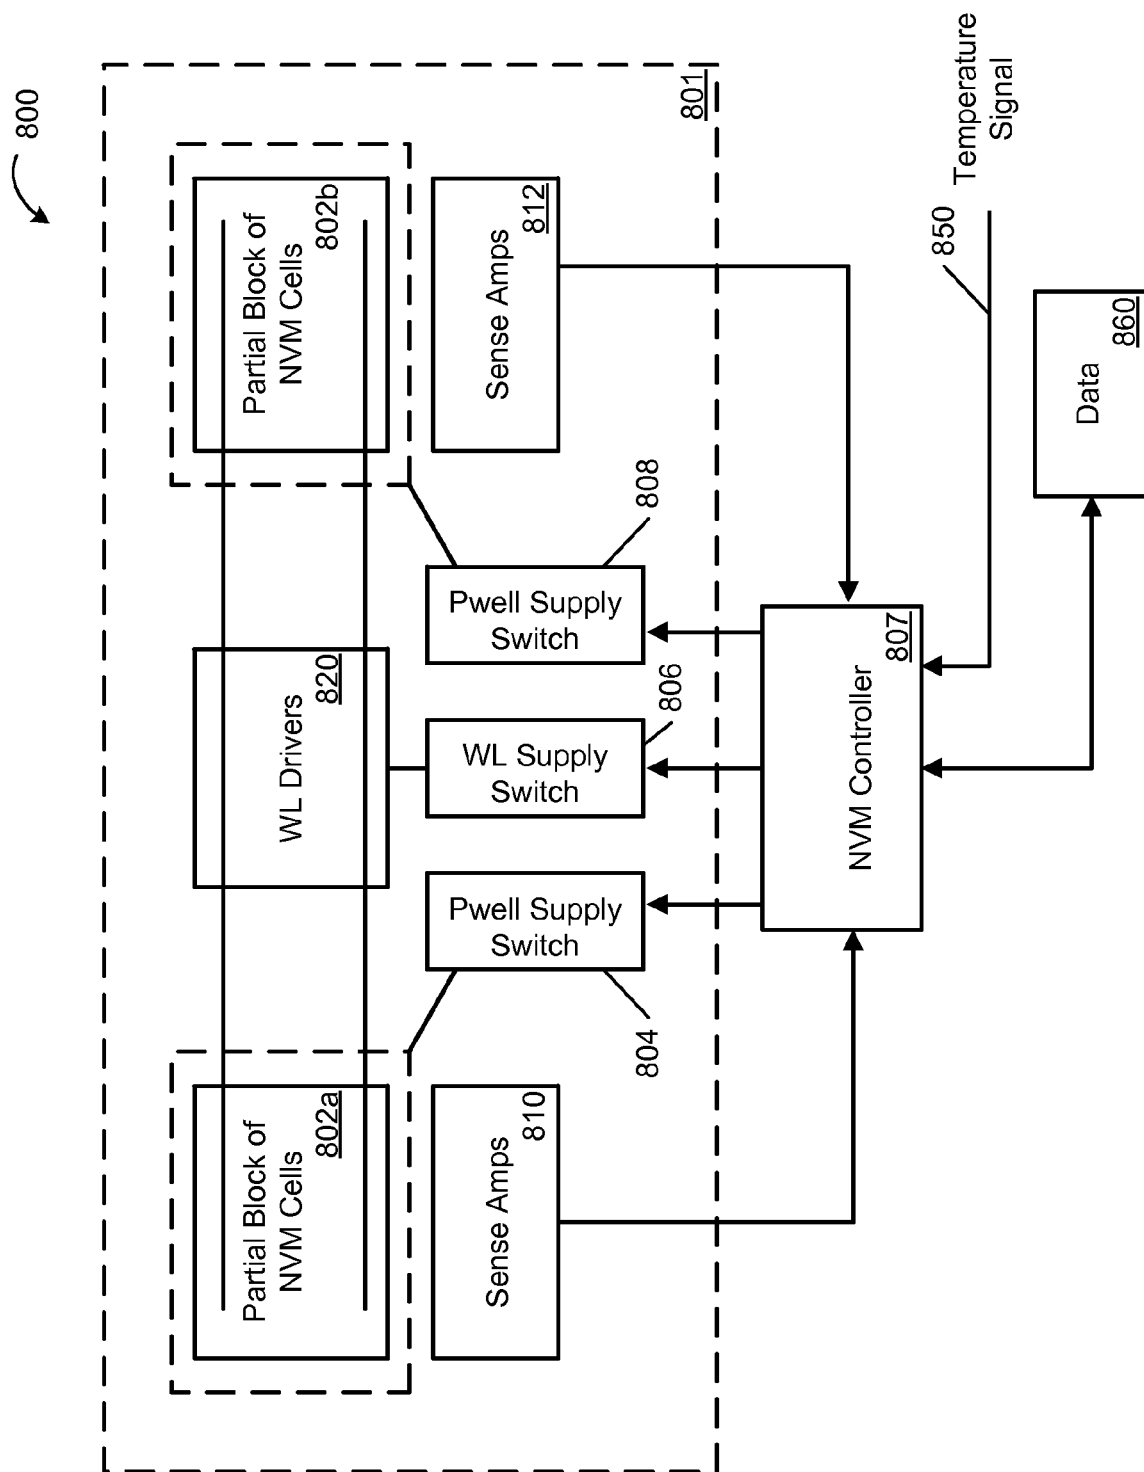 800
801
Partial Block of
NVM Cells
802a
WL Drivers
820
Partial Block of
NVM Cells
802b
Sense Amps
810
Pwell Supply
Switch
804
WL Supply
Switch
806
Pwell Supply
Switch
808
Sense Amps
812
NVM Controller
807
850
Temperature
Signal
Data
860